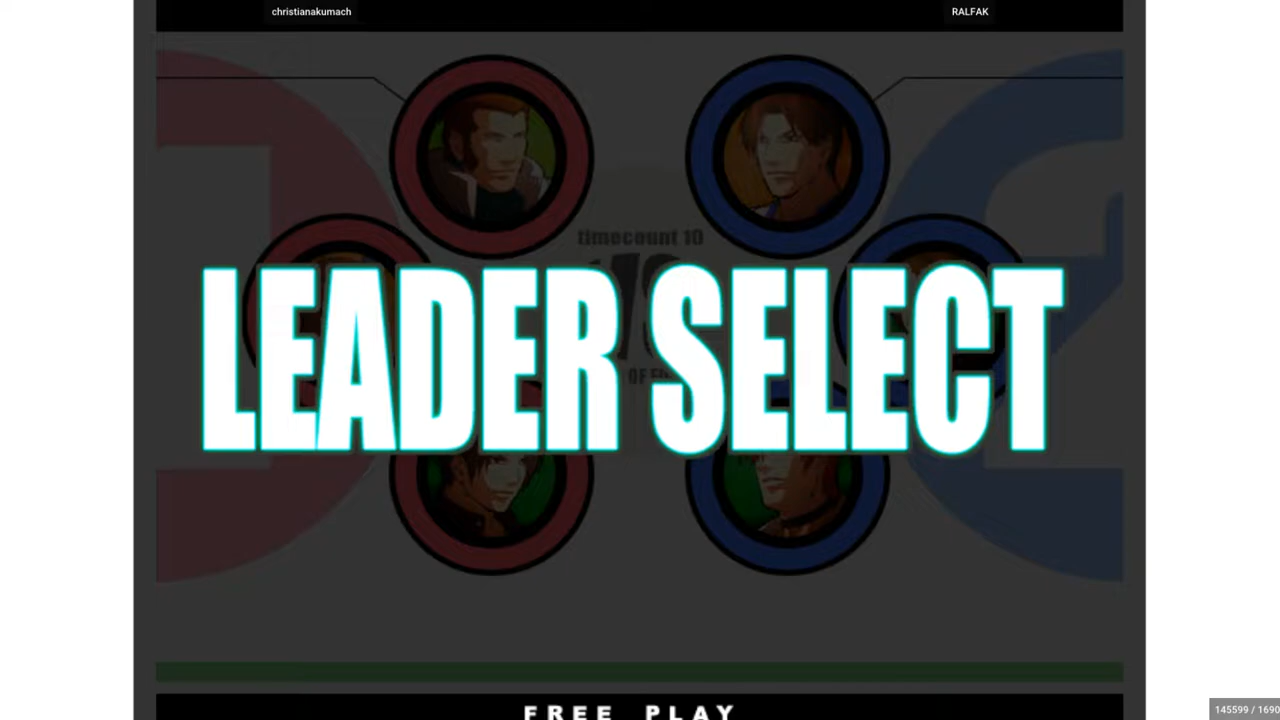 christianakumach
RALFAK
timecount 10
LEADER SELECT
FREE PLAY
145599 / 1690